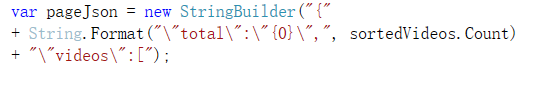 var pageJson = new StringBuilder("{"
+ String.Format("\"total\":\"{0}\",", sortedVideos.Count)
+ "\"videos\":[");